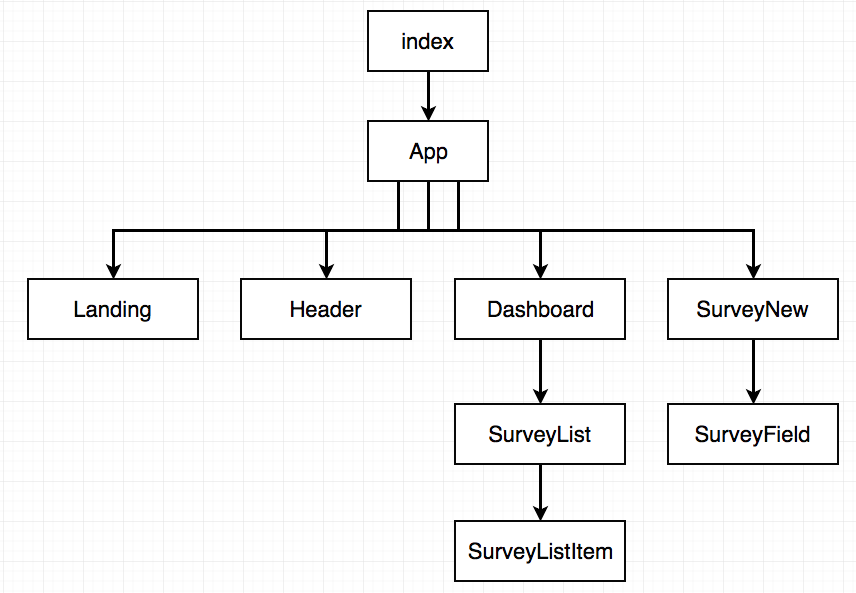 index
App
Landing
Header
Dashboard
SurveyNew
SurveyList
SurveyField
SurveyListItem